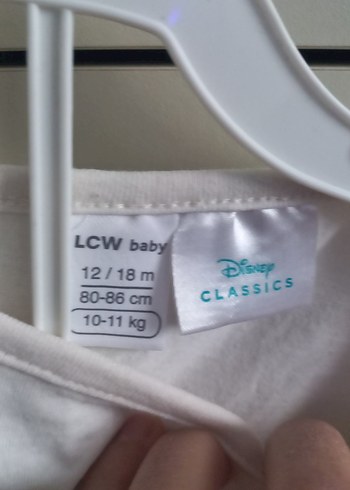 LCW baby
12 / 18 m
80-86 cm
10-11 kg
Disney
CLASSICS